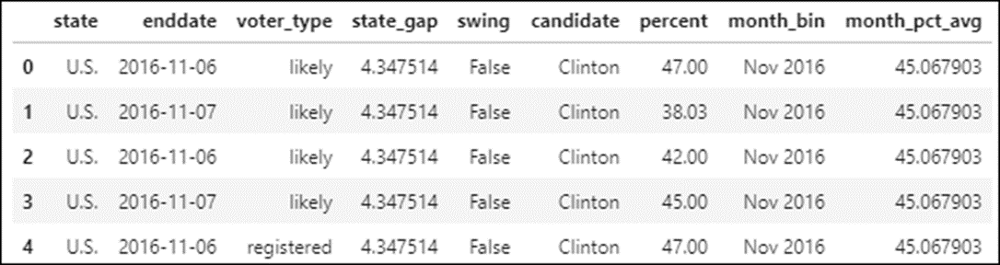 state enddate voter_type state_gap swing candidate percent month_bin month_pct_avg
0 U.S. 2016-11-06 likely 4.347514 False Clinton 47.00 Nov 2016 45.067903
1 U.S. 2016-11-07 likely 4.347514 False Clinton 38.03 Nov 2016 45.067903
2 U.S. 2016-11-06 likely 4.347514 False Clinton 42.00 Nov 2016 45.067903
3 U.S. 2016-11-07 likely 4.347514 False Clinton 45.00 Nov 2016 45.067903
4 U.S. 2016-11-06 registered 4.347514 False Clinton 47.00 Nov 2016 45.067903